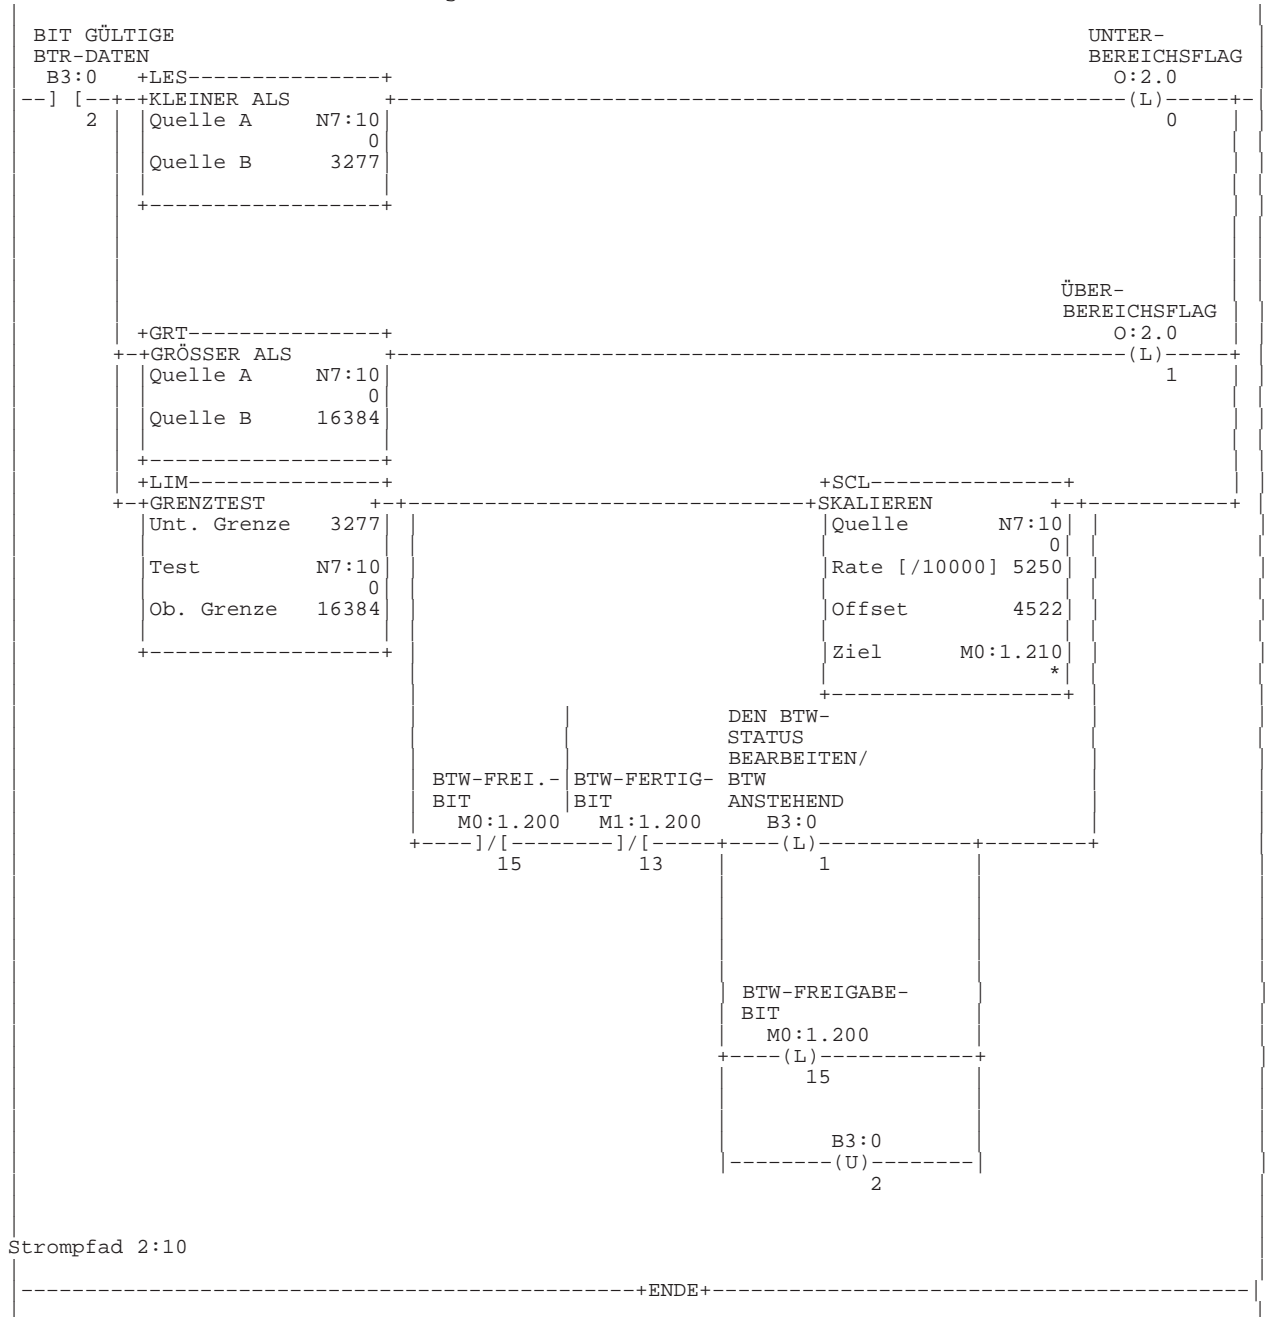 BIT GÜLTIGE UNTER-
BTR-DATEN BEREICHSFLAG
B3:0 +LES---------------+ O:2.0
--] [--+-+KLEINER ALS +---------------------------------------------------------(L)-----+-
2 Quelle A N7:10 0
0
Quelle B 3277
+------------------+
ÜBER-
BEREICHSFLAG
+GRT---------------+ O:2.0
+-+GRÖSSER ALS +---------------------------------------------------------(L)-----+
Quelle A N7:10 1
0
Quelle B 16384
+------------------+
+LIM---------------+ +SCL---------------+
+-+GRENZTEST +-+-------------------------------+SKALIEREN +-+-----------+
Unt. Grenze 3277 Quelle N7:10
0
Test N7:10 Rate [/10000] 5250
0
Ob. Grenze 16384 Offset 4522
+------------------+ Ziel M0:1.210
*
+------------------+
DEN BTW-
STATUS
BEARBEITEN/
BTW-FREI.- BTW-FERTIG- BTW
BIT BIT ANSTEHEND
M0:1.200 M1:1.200 B3:0
+----]/[--------]/[-----+----(L)------------+--------+
15 13 1
BTW-FREIGABE-
BIT
M0:1.200
+----(L)------------+
15
B3:0
--------(U)--------
2
Strompfad 2:10
------------------------------------------------+ENDE+------------------------------------------